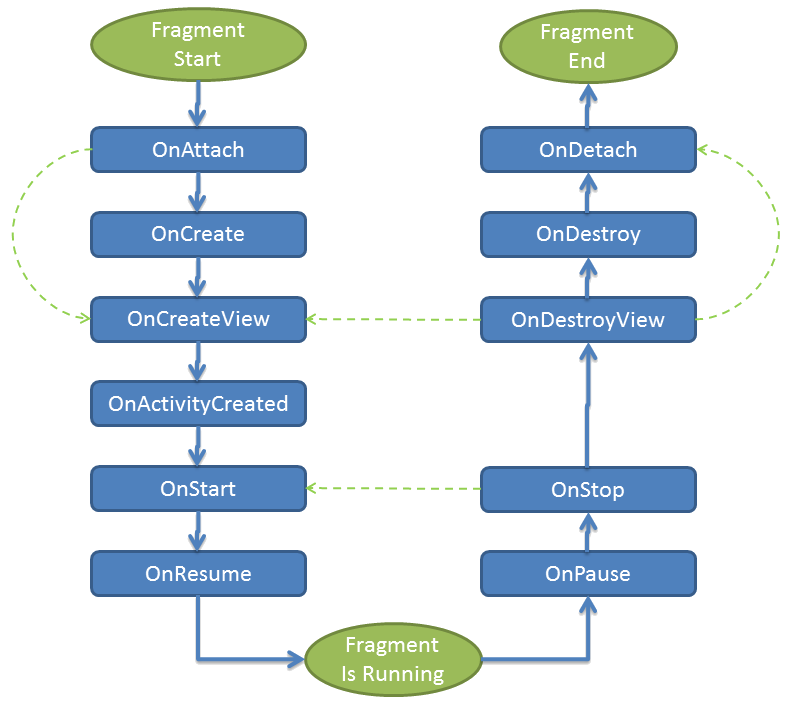 Fragment
Start
OnAttach
OnCreate
OnCreateView
OnActivityCreated
OnStart
OnResume
Fragment
Is Running
OnPause
OnStop
OnDestroyView
OnDestroy
OnDetach
Fragment
End